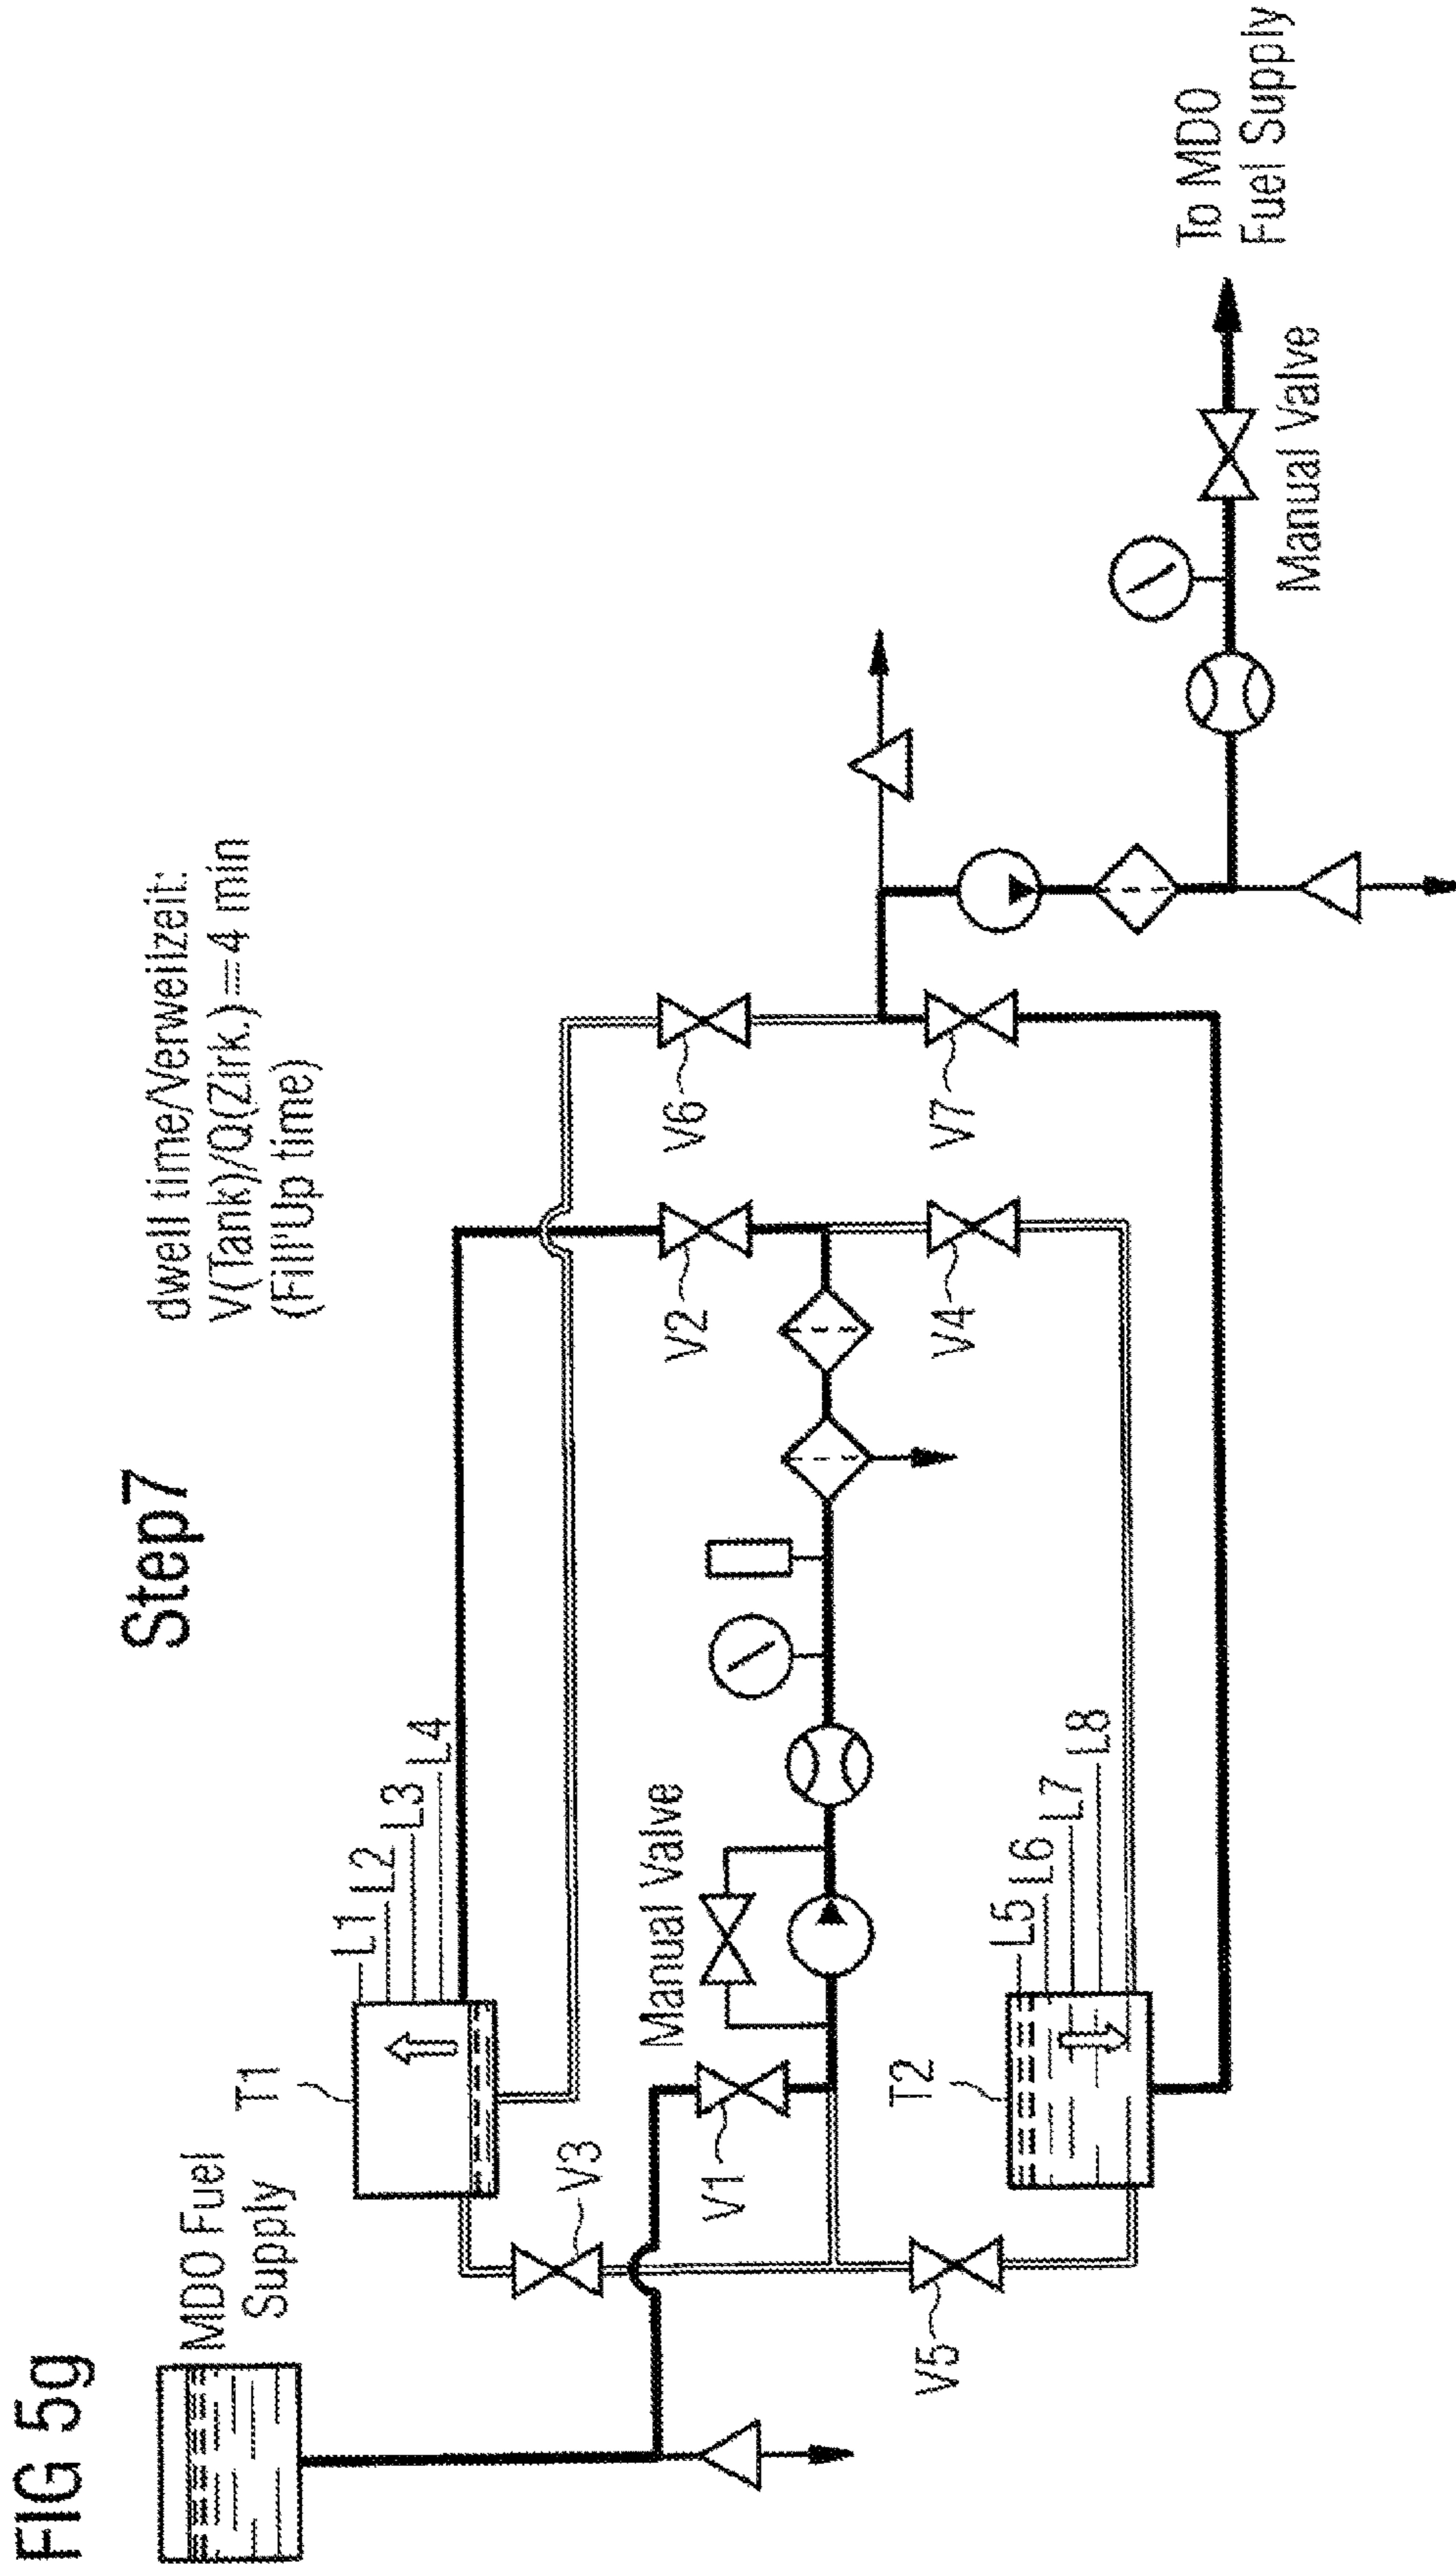 FIG 5g
Step7
dwell time/Verweilzeit:
V(Tank)/Q(Zirk.)=4 min
(Fill'Up time)
MDO Fuel
Supply
T1
L1
L2
L3
L4
V3
V1
Manual Valve
V2
V6
T2
L5
L6
L7
L8
V5
V4
V7
Manual Valve
To MDO
Fuel Supply